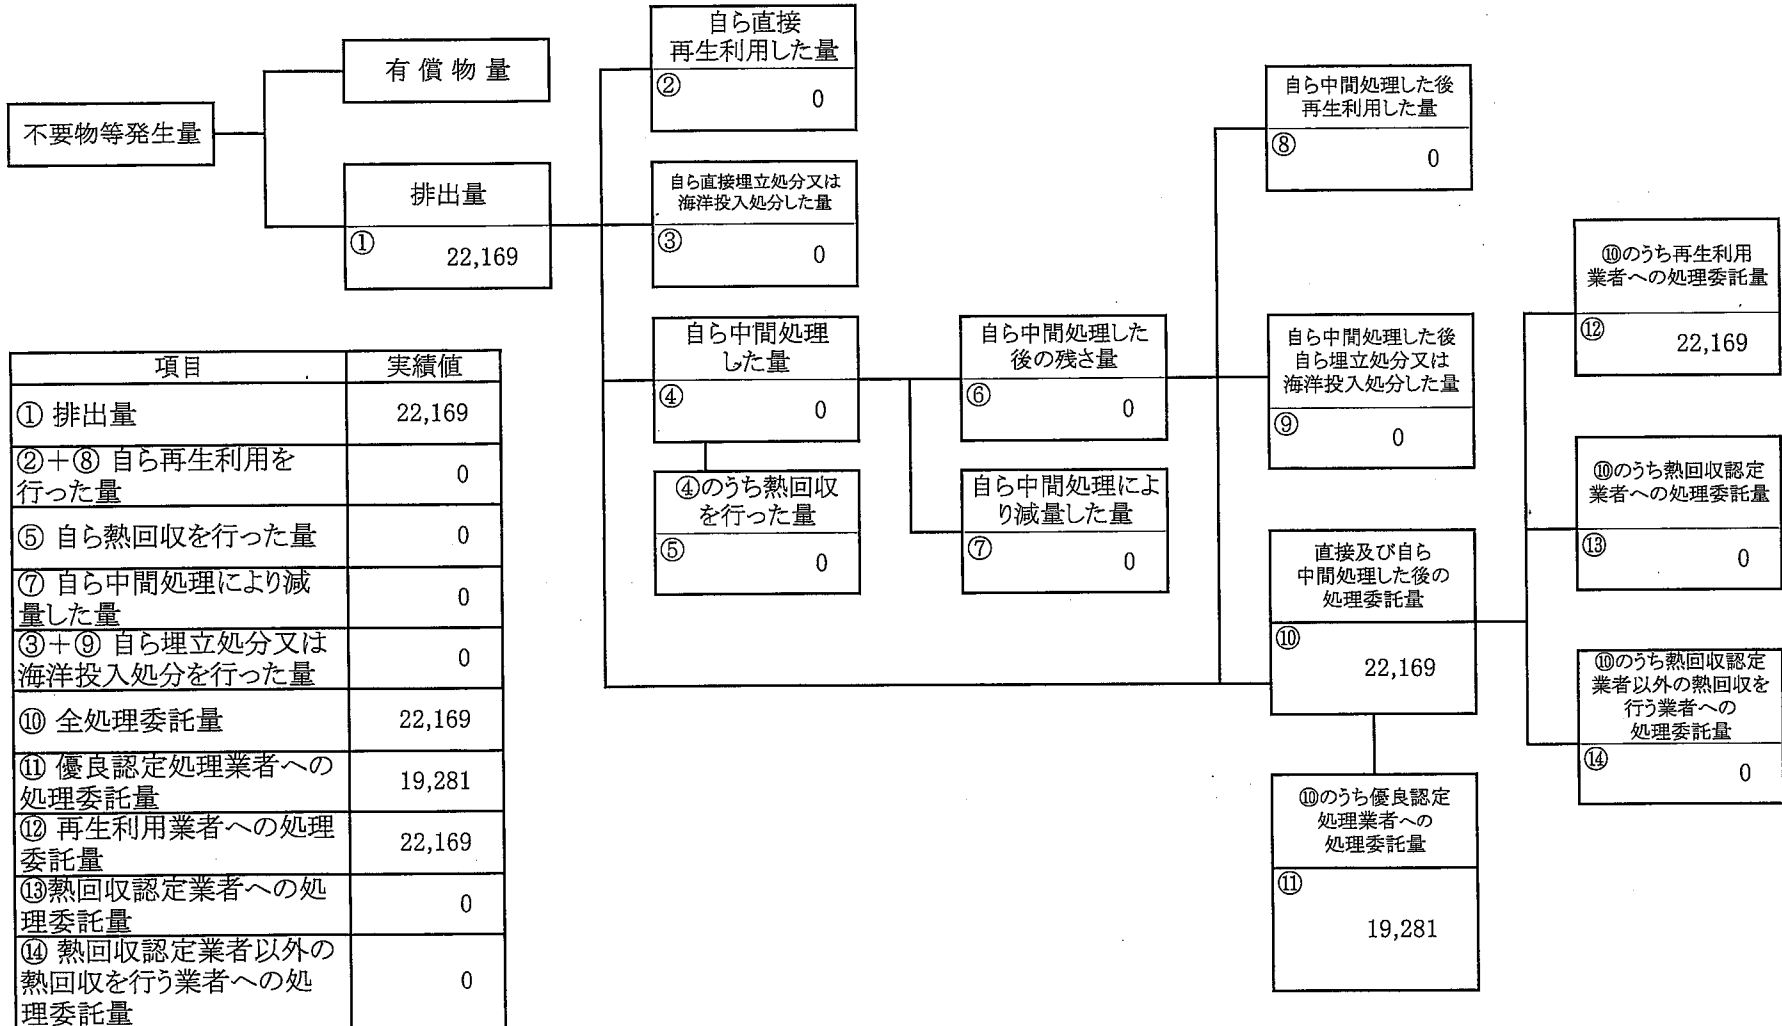 不要物等発生量
有償物量
排出量
①
22,169
自ら直接
再生利用した量
②
0
自ら直接埋立処分又は
海洋投入処分した量
③
0
自ら中間処理
した量
④
0
④のうち熱回収
を行った量
⑤
0
自ら中間処理した
後の残さ量
⑥
0
自ら中間処理によ
り減量した量
⑦
0
自ら中間処理した後
再生利用した量
⑧
0
自ら中間処理した後
自ら埋立処分又は
海洋投入処分した量
⑨
0
直接及び自ら
中間処理した後の
処理委託量
⑩
22,169
⑩のうち優良認定
処理業者への
処理委託量
⑪
19,281
⑩のうち再生利用
業者への処理委託量
⑫
22,169
⑩のうち熱回収認定
業者への処理委託量
⑬
0
⑩のうち熱回収認定
業者以外の熱回収を
行う業者への
処理委託量
⑭
0
項目 実績値
① 排出量 22,169
②+⑧ 自ら再生利用を
行った量 0
⑤ 自ら熱回収を行った量 0
⑦ 自ら中間処理により減
量した量 0
③+⑨ 自ら埋立処分又は
海洋投入処分を行った量 0
⑩ 全処理委託量 22,169
⑪ 優良認定処理業者への
処理委託量 19,281
⑫ 再生利用業者への処理
委託量 22,169
⑬熱回収認定業者への処
理委託量 0
⑭ 熱回収認定業者以外の
熱回収を行う業者への処
理委託量 0